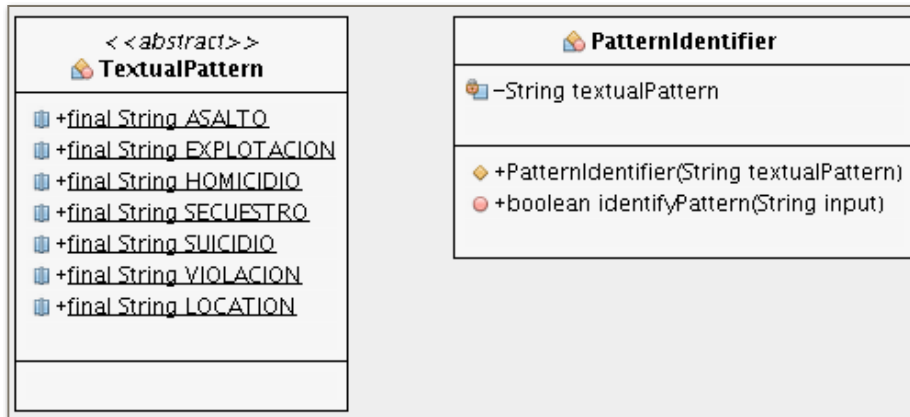 <<abstract>>
TextualPattern
+final String ASALTO
+final String EXPLOTACION
+final String HOMICIDIO
+final String SECUESTRO
+final String SUICIDIO
+final String VIOLACION
+final String LOCATION
PatternIdentifier
-String textualPattern
+PatternIdentifier(String textualPattern)
+boolean identifyPattern(String input)